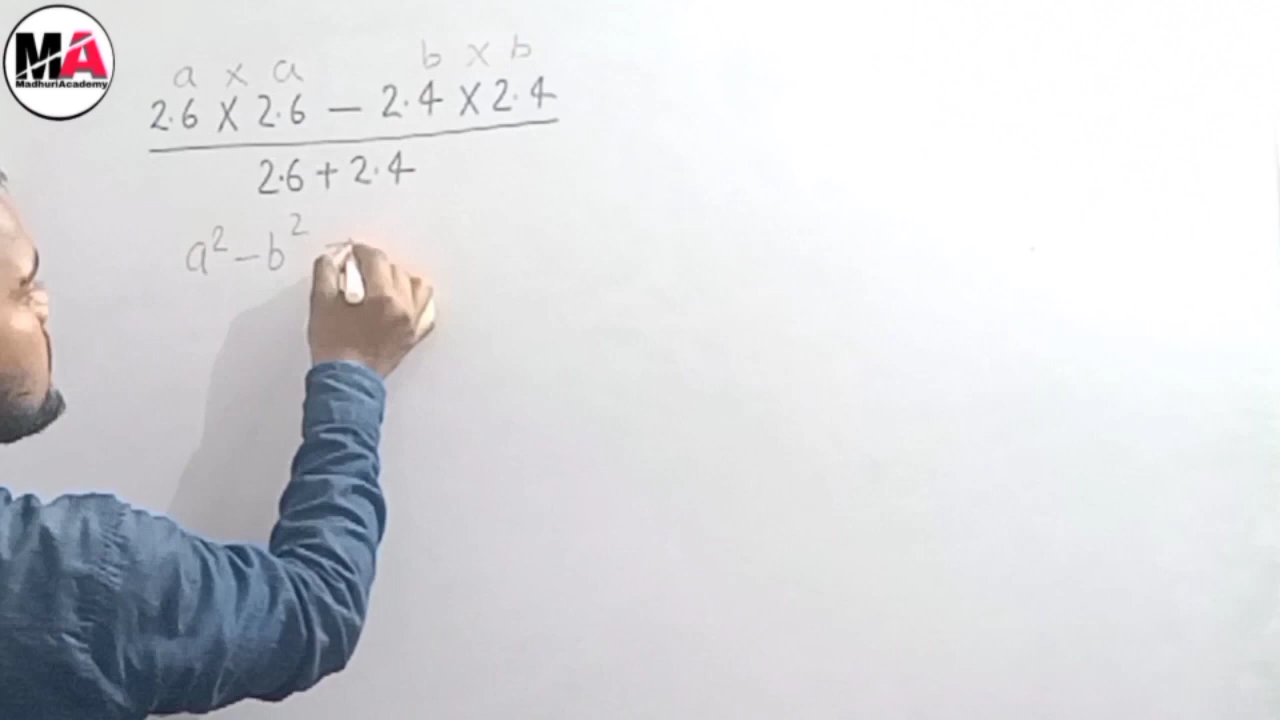 MA
MadhuriAcademy
a x a b x b
2.6 X 2.6 - 2.4 X 2.4
2.6 + 2.4
a² - b²